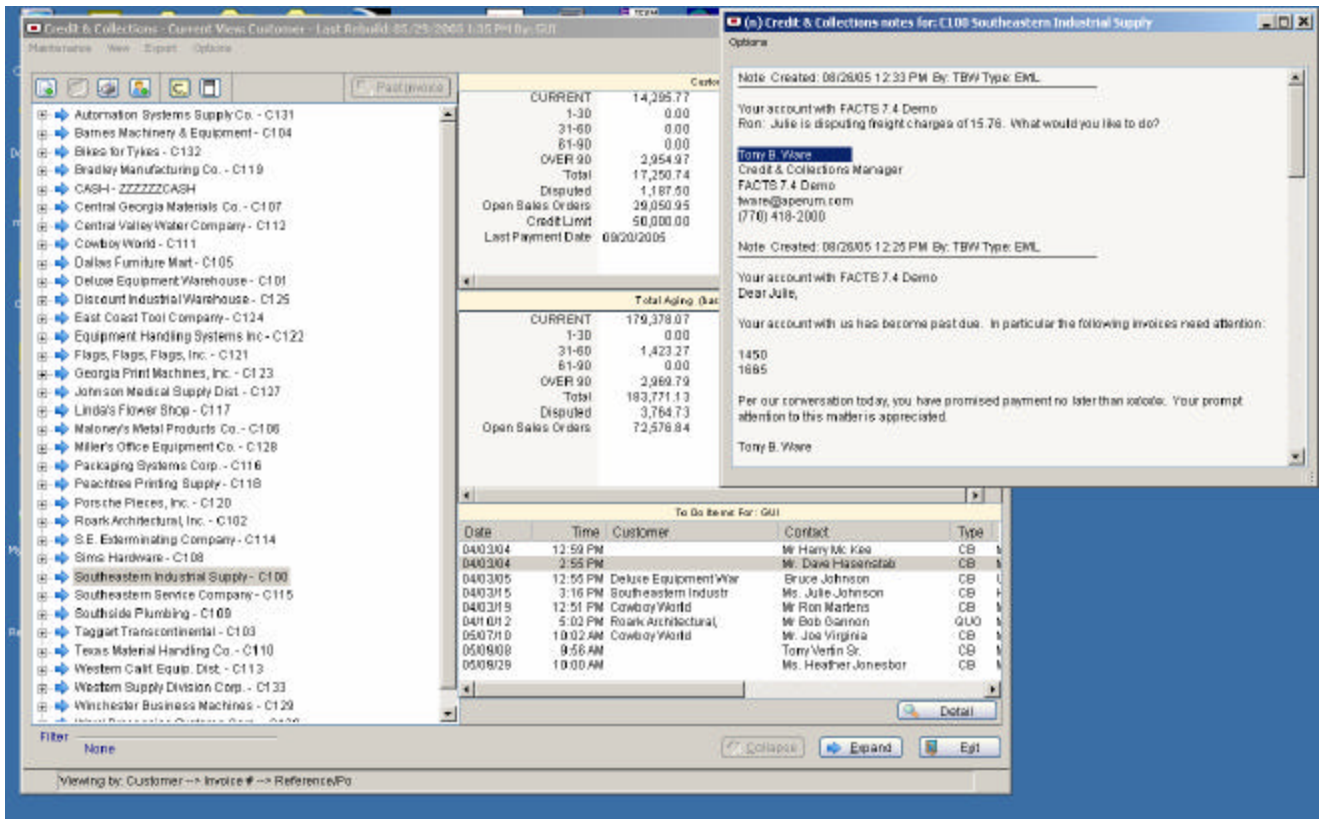 Credit & Collections - Current View: Customer - Last Rebuild: 05/29/2006 1:35 PM By: GUI
Maintenance View Export Options
Past Invoice
Automation Systems Supply Co. - C131
Barnes Machinery & Equipment - C104
Bikes for Tykes - C132
Bradley Manufacturing Co. - C119
CASH - ZZZZZZCASH
Central Georgia Materials Co. - C107
Central Valley Water Company - C112
Cowboy World - C111
Dallas Furniture Mart - C105
Deluxe Equipment Warehouse - C101
Discount Industrial Warehouse - C125
East Coast Tool Company - C124
Equipment Handling Systems Inc - C122
Flags, Flags, Flags, Inc. - C121
Georgia Print Machines, Inc. - C123
Johnson Medical Supply Dist. - C127
Linda's Flower Shop - C117
Maloney's Metal Products Co. - C106
Miller's Office Equipment Co. - C128
Packaging Systems Corp. - C116
Peachtree Printing Supply - C118
Porsche Pieces, Inc. - C120
Roark Architectural, Inc. - C102
S.E. Exterminating Company - C114
Sims Hardware - C108
Southeastern Industrial Supply - C100
Southeastern Service Company - C115
Southside Plumbing - C109
Taggart Transcontinental - C103
Texas Material Handling Co. - C110
Western Calif. Equip. Dist. - C113
Western Supply Division Corp. - C133
Winchester Business Machines - C129
Filter
None
Viewing by: Customer --> Invoice # --> Reference/Po
Custo
CURRENT 14,295.77
1-30 0.00
31-60 0.00
61-90 0.00
OVER 90 2,954.97
Total 17,250.74
Disputed 1,187.50
Open Sales Orders 29,050.95
Credit Limit 50,000.00
Last Payment Date 09/20/2005
Total Aging (bas
CURRENT 179,378.07
1-30 0.00
31-60 1,423.27
61-90 0.00
OVER 90 2,969.79
Total 183,771.13
Disputed 3,764.73
Open Sales Orders 72,576.84
To Do Items For: GUI
Date Time Customer Contact Type
04/03/04 12:59 PM Mr Harry Mc Kee CB
04/03/04 2:55 PM Mr. Dave Hasenstab CB
04/03/05 12:55 PM Deluxe Equipment War Bruce Johnson CB
04/03/15 3:16 PM Southeastern Industr Ms. Julie Johnson CB
04/03/19 12:51 PM Cowboy World Mr Ron Martens CB
04/10/12 5:02 PM Roark Architectural, Mr Bob Gannon QUO
05/07/10 10:02 AM Cowboy World Mr. Joe Virginia CB
05/09/08 9:56 AM Tony Vertin Sr. CB
05/09/29 10:00 AM Ms. Heather Jonesbor CB
Detail
Collapse Expand Exit
(n) Credit & Collections notes for: C100 Southeastern Industrial Supply
Options
Note Created: 08/26/05 12:33 PM By: TBW Type: EML
Your account with FACTS 7.4 Demo
Ron: Julie is disputing freight charges of 15.76. What would you like to do?
Tony B. Ware
Credit & Collections Manager
FACTS 7.4 Demo
tware@aperum.com
(770) 418-2000
Note Created: 08/26/05 12:25 PM By: TBW Type: EML
Your account with FACTS 7.4 Demo
Dear Julie,
Your account with us has become past due. In particular the following invoices need attention:
1450
1665
Per our conversation today, you have promised payment no later than xx/xx/xx. Your prompt
attention to this matter is appreciated.
Tony B. Ware